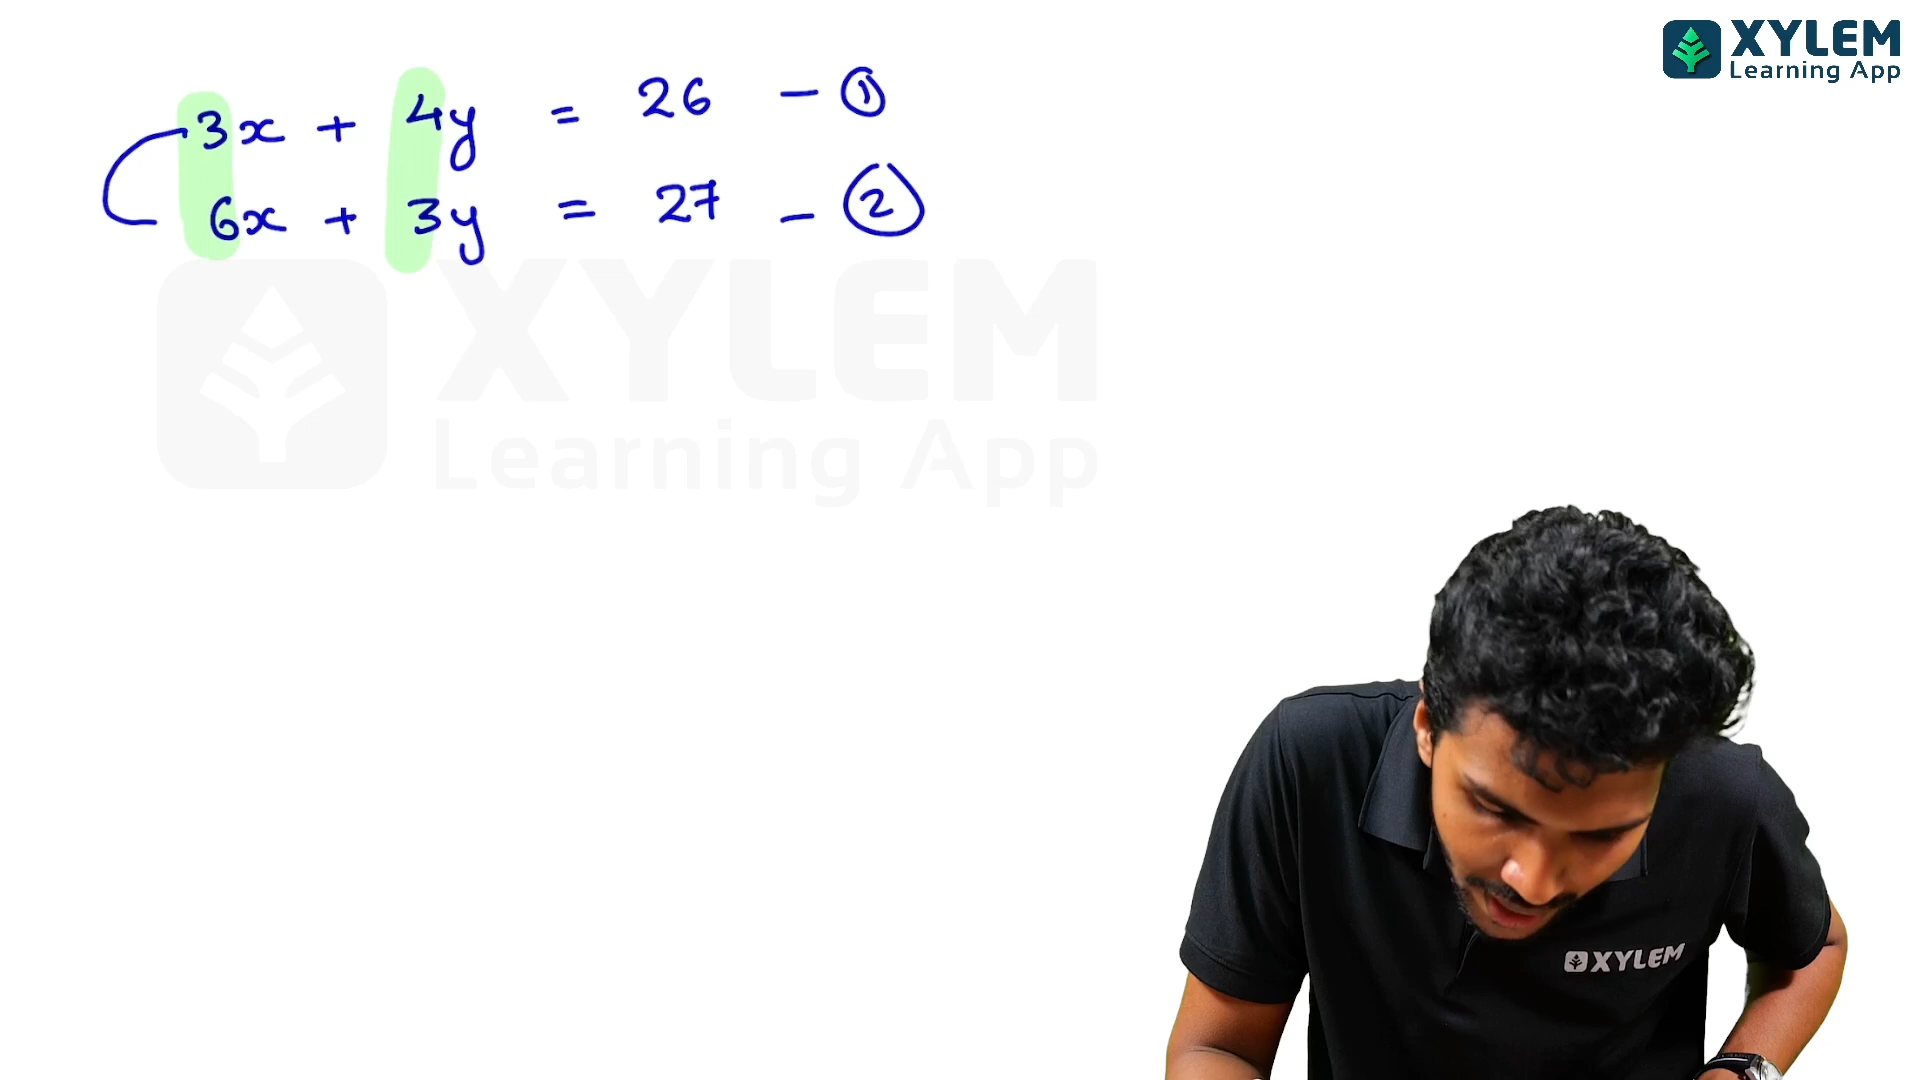 XYLEM
Learning App
3x + 4y = 26 - ①
6x + 3y = 27 - ②
XYLEM
Learning App
XYLEM